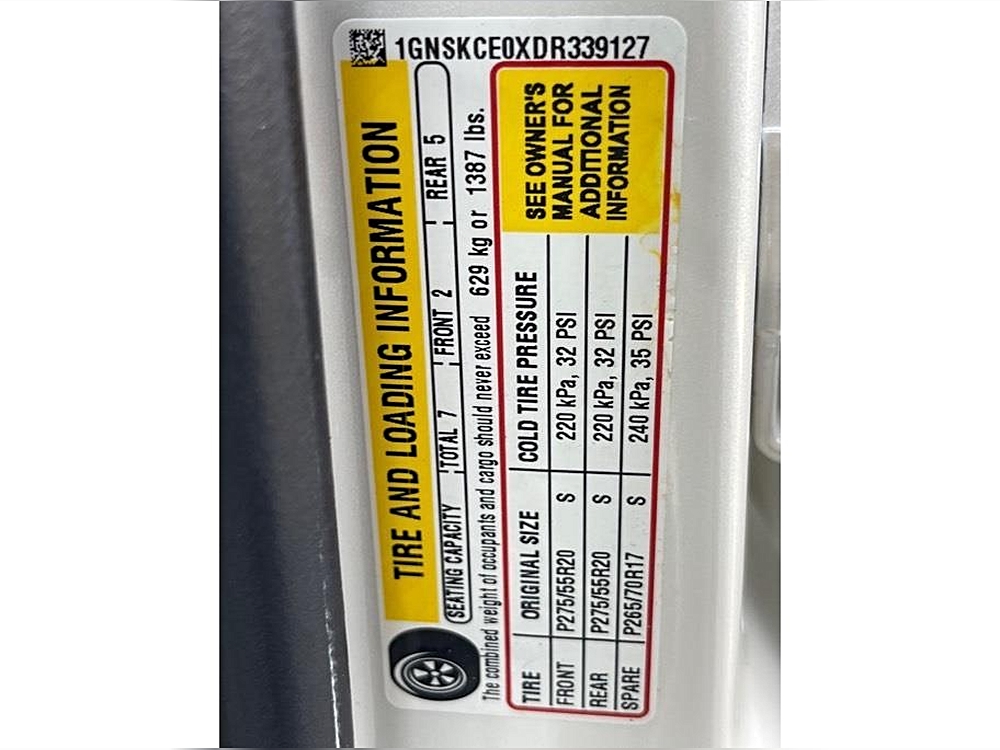 1GNSKCE0XDR339127
TIRE AND LOADING INFORMATION
SEATING CAPACITY TOTAL 7 FRONT 2 REAR 5
The combined weight of occupants and cargo should never exceed 629 kg or 1387 lbs.
TIRE ORIGINAL SIZE COLD TIRE PRESSURE
FRONT P275/55R20 S 220 kPa, 32 PSI
REAR P275/55R20 S 220 kPa, 32 PSI
SPARE P265/70R17 S 240 kPa, 35 PSI
SEE OWNER'S
MANUAL FOR
ADDITIONAL
INFORMATION